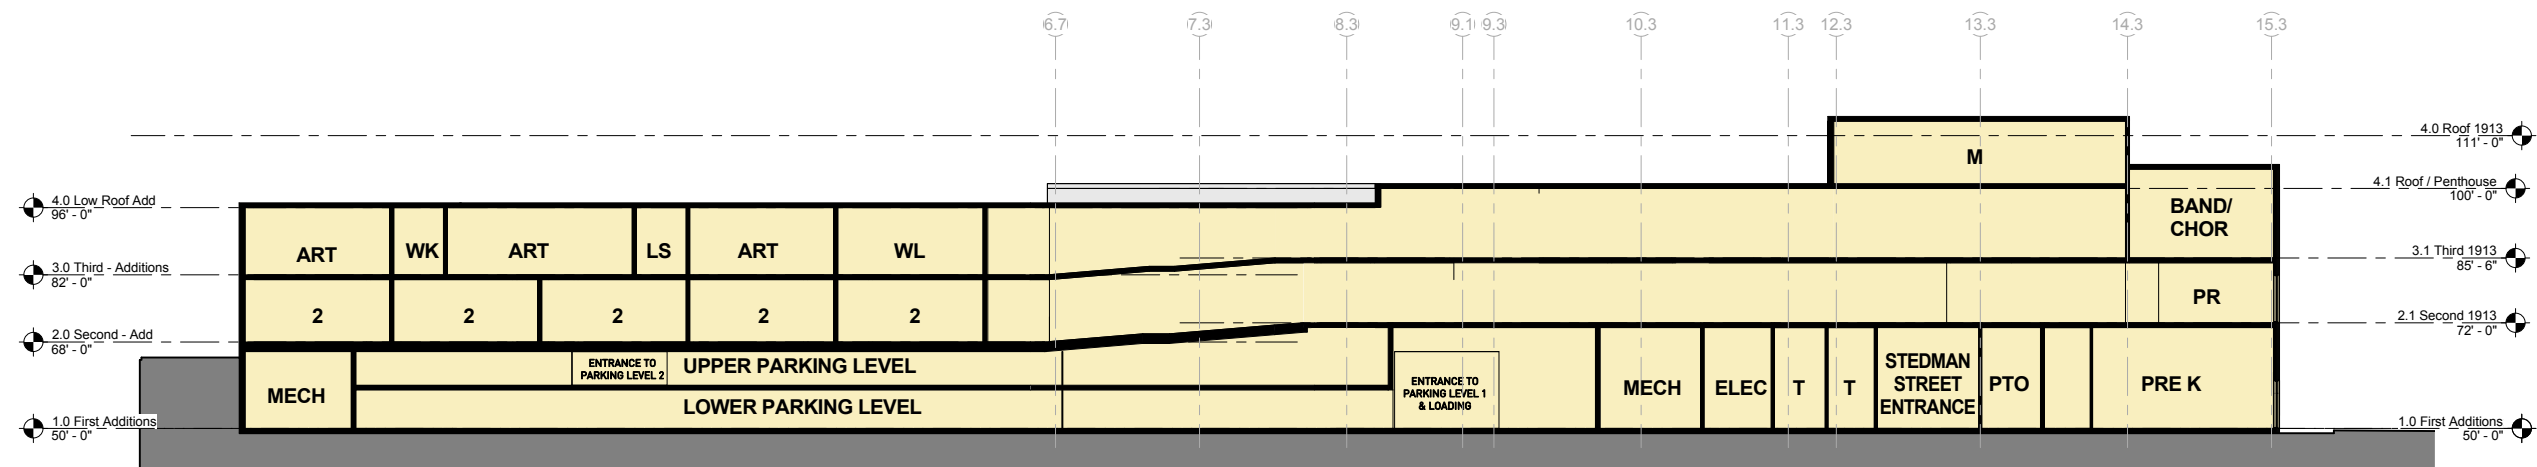 6.7 7.3 8.3 9.1 9.3 10.3 11.3 12.3 13.3 14.3 15.3
4.0 Roof 1913
111' - 0"
M
4.1 Roof / Penthouse
100' - 0"
4.0 Low Roof Add
96' - 0"
BAND/
CHOR
ART WK ART LS ART WL
3.1 Third 1913
85' - 6"
3.0 Third - Additions
82' - 0"
2 2 2 2 2
PR
2.1 Second 1913
72' - 0"
2.0 Second - Add
68' - 0"
MECH
ENTRANCE TO
PARKING LEVEL 2
UPPER PARKING LEVEL
LOWER PARKING LEVEL
ENTRANCE TO
PARKING LEVEL 1
& LOADING
MECH ELEC T T
STEDMAN
STREET
ENTRANCE
PTO
PRE K
1.0 First Additions
50' - 0"
1.0 First Additions
50' - 0"